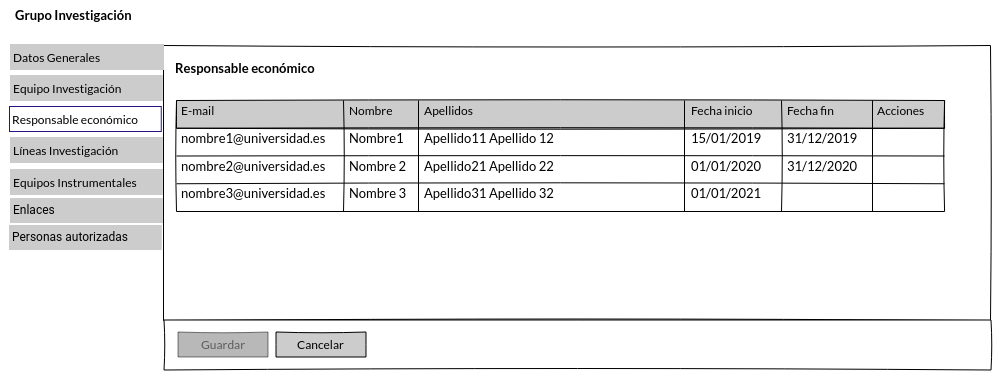 Grupo Investigación
Datos Generales
Equipo Investigación
Responsable económico
Líneas Investigación
Equipos Instrumentales
Enlaces
Personas autorizadas
Responsable económico
E-mail Nombre Apellidos Fecha inicio Fecha fin Acciones
nombre1@universidad.es Nombre1 Apellido11 Apellido 12 15/01/2019 31/12/2019
nombre2@universidad.es Nombre 2 Apellido21 Apellido 22 01/01/2020 31/12/2020
nombre3@universidad.es Nombre 3 Apellido31 Apellido 32 01/01/2021
Guardar Cancelar